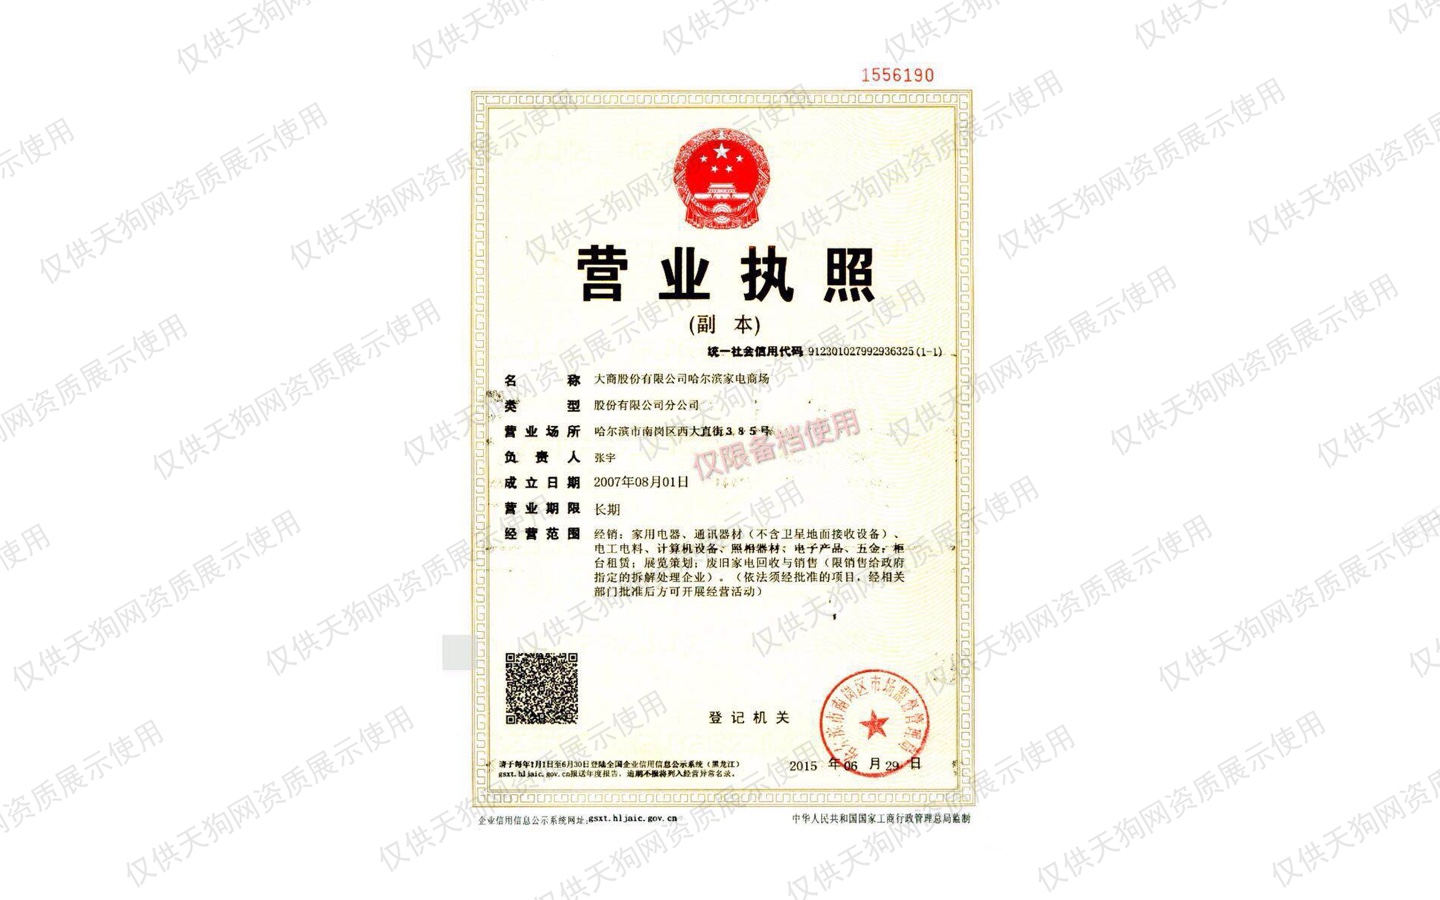 1556190
营业执照
(副 本)
统一社会信用代码 912301027992936325(1-1)
名 称 大商股份有限公司哈尔滨家电商场
类 型 股份有限公司分公司
营业场所 哈尔滨市南岗区西大直街385号
负 责 人 张宇
成立日期 2007年08月01日
营业期限 长期
经营范围 经销：家用电器、通讯器材（不含卫星地面接收设备）、
电工电料、计算机设备、照相器材、电子产品、五金；柜
台租赁；展览策划；废旧家电回收与销售（限销售给政府
指定的拆解处理企业）。（依法须经批准的项目，经相关
部门批准后方可开展经营活动）
仅限备档使用
登记机关
哈尔滨市南岗区市场监督管理局
2015 年 06 月 29 日
请于每年1月1日至6月30日登陆全国企业信用信息公示系统（黑龙江）
gsxt.hljaic.gov.cn报送年度报告，逾期不报将列入经营异常名录。
企业信用信息公示系统网址:gsxt.hljaic.gov.cn
中华人民共和国国家工商行政管理总局监制
仅供天狗网资质展示使用